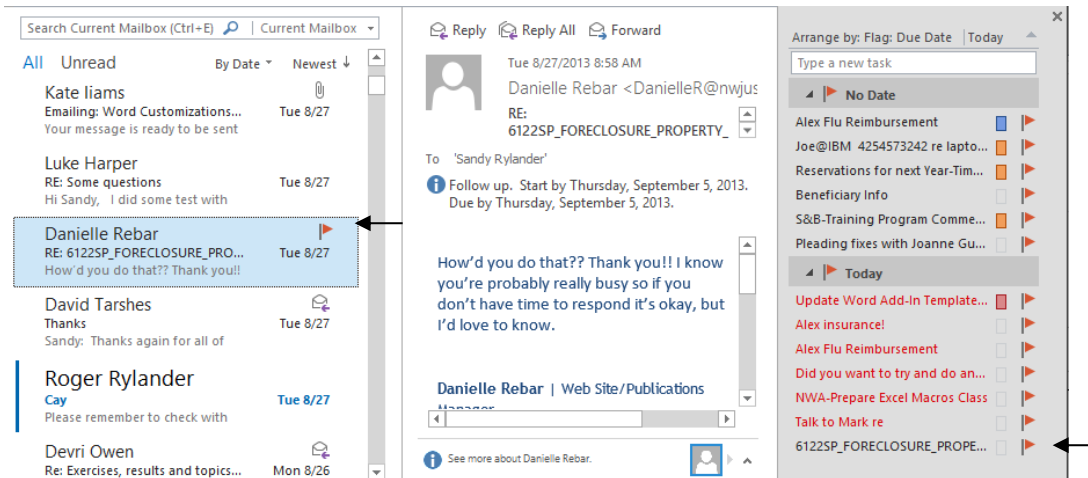 Search Current Mailbox (Ctrl+E)
Current Mailbox
All Unread By Date Newest ↓
Kate Iiams
Emailing: Word Customizations... Tue 8/27
Your message is ready to be sent
Luke Harper
RE: Some questions Tue 8/27
Hi Sandy, I did some test with
Danielle Rebar
RE: 6122SP_FORECLOSURE_PRO... Tue 8/27
How'd you do that?? Thank you!!
David Tarshes
Thanks Tue 8/27
Sandy: Thanks again for all of
Roger Rylander
Cay Tue 8/27
Please remember to check with
Devri Owen
Re: Exercises, results and topics... Mon 8/26
Reply Reply All Forward
Tue 8/27/2013 8:58 AM
Danielle Rebar <DanielleR@nwjus
RE:
6122SP_FORECLOSURE_PROPERTY_
To 'Sandy Rylander'
Follow up. Start by Thursday, September 5, 2013.
Due by Thursday, September 5, 2013.
How'd you do that?? Thank you!! I know
you're probably really busy so if you
don't have time to respond it's okay, but
I'd love to know.
Danielle Rebar | Web Site/Publications
Manager
See more about Danielle Rebar.
Arrange by: Flag: Due Date Today
Type a new task
No Date
Alex Flu Reimbursement
Joe@IBM 4254573242 re lapto...
Reservations for next Year-Tim...
Beneficiary Info
S&B-Training Program Comme...
Pleading fixes with Joanne Gu...
Today
Update Word Add-In Template...
Alex insurance!
Alex Flu Reimbursement
Did you want to try and do an...
NWA-Prepare Excel Macros Class
Talk to Mark re
6122SP_FORECLOSURE_PROPE...